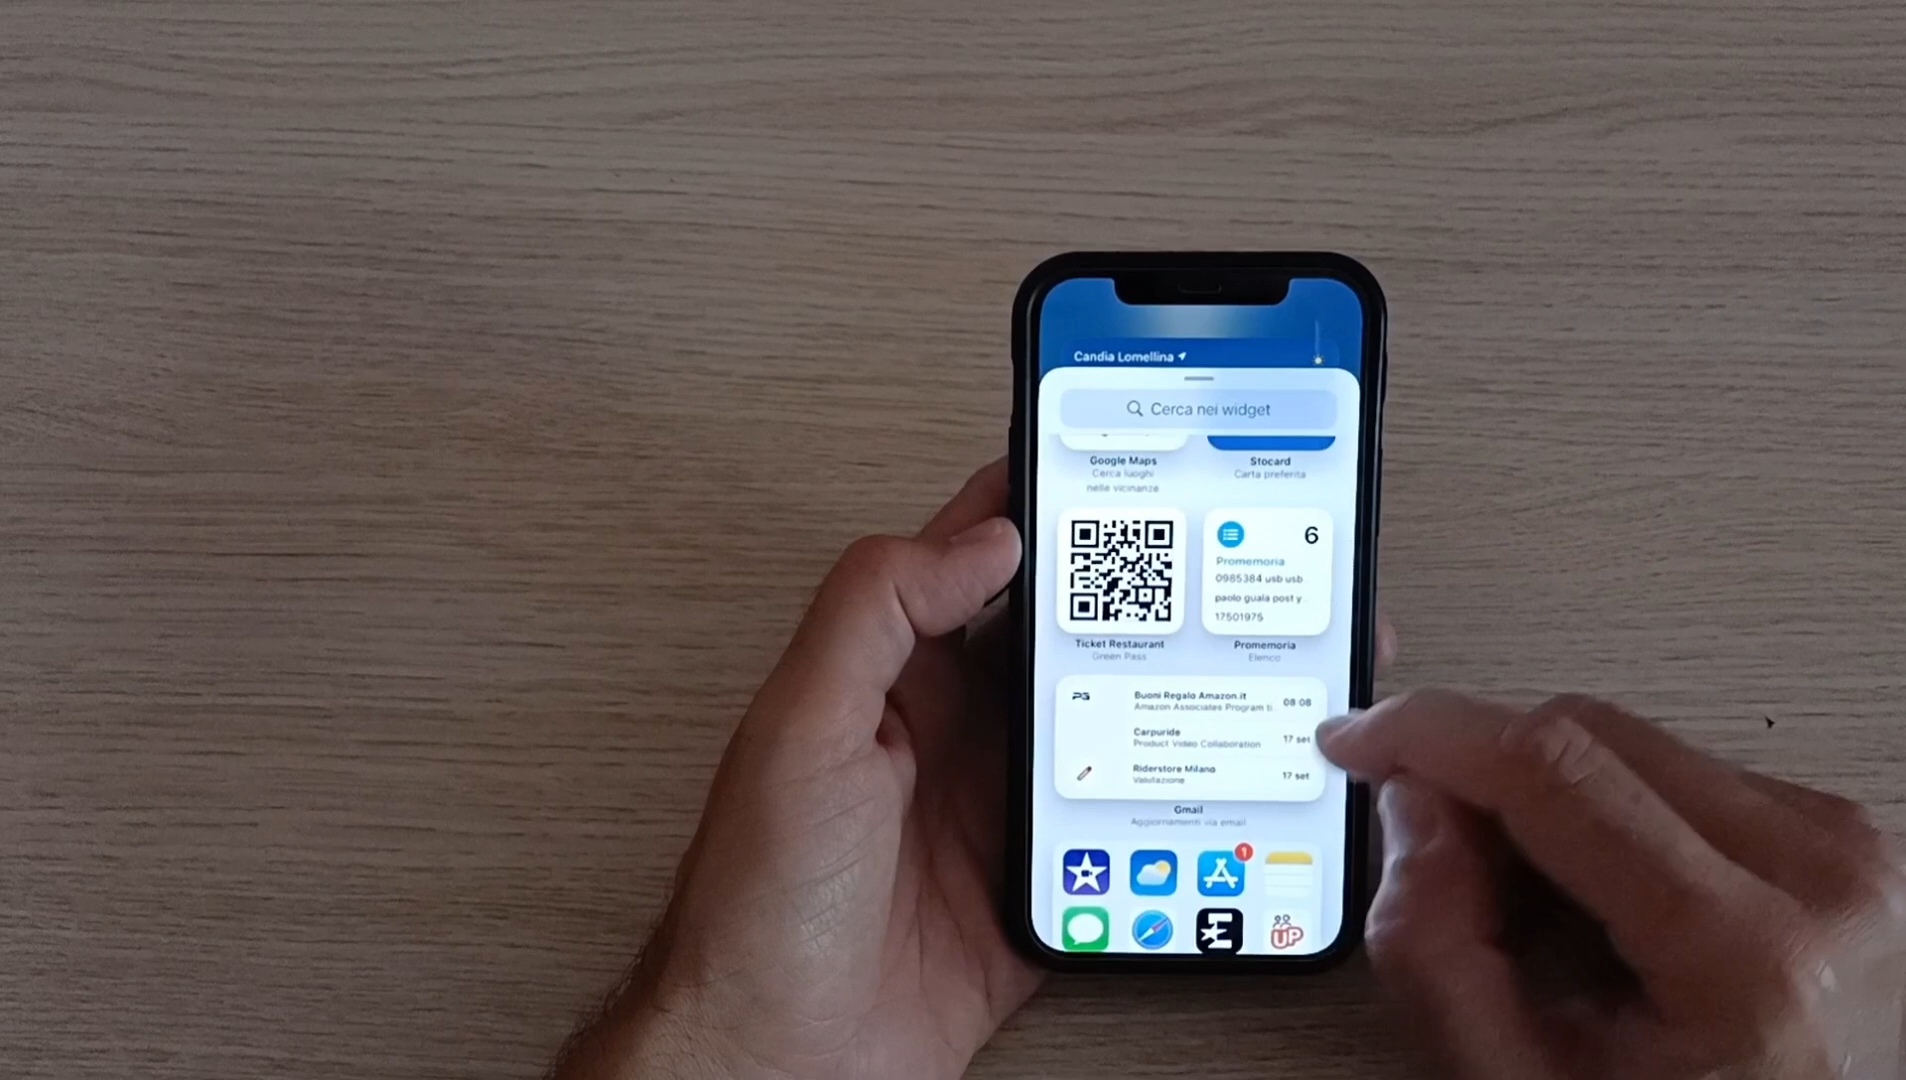 Candia Lomellina
Cerca nei widget
Google Maps
Cerca luoghi
nelle vicinanze
Stocard
Carta preferita
6
Promemoria
0985384 usb usb
paolo guala post y...
17501975
Ticket Restaurant
Green Pass
Promemoria
Elenco
Buoni Regalo Amazon.it
Amazon Associates Program ti...
08:08
Carpuride
Product Video Collaboration
17 set
Riderstore Milano
Valutazione
17 set
Gmail
Aggiornamenti via email
1
UP